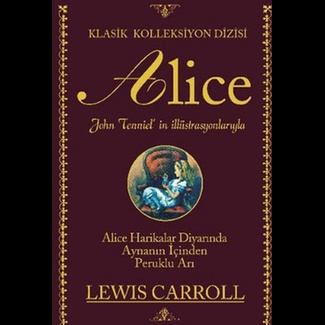 KLASİK KOLLEKSİYON DİZİSİ
Alice
John Tenniel' in illüstrasyonlarıyla
Alice Harikalar Diyarında
Aynanın İçinden
Peruklu Arı
LEWIS CARROLL